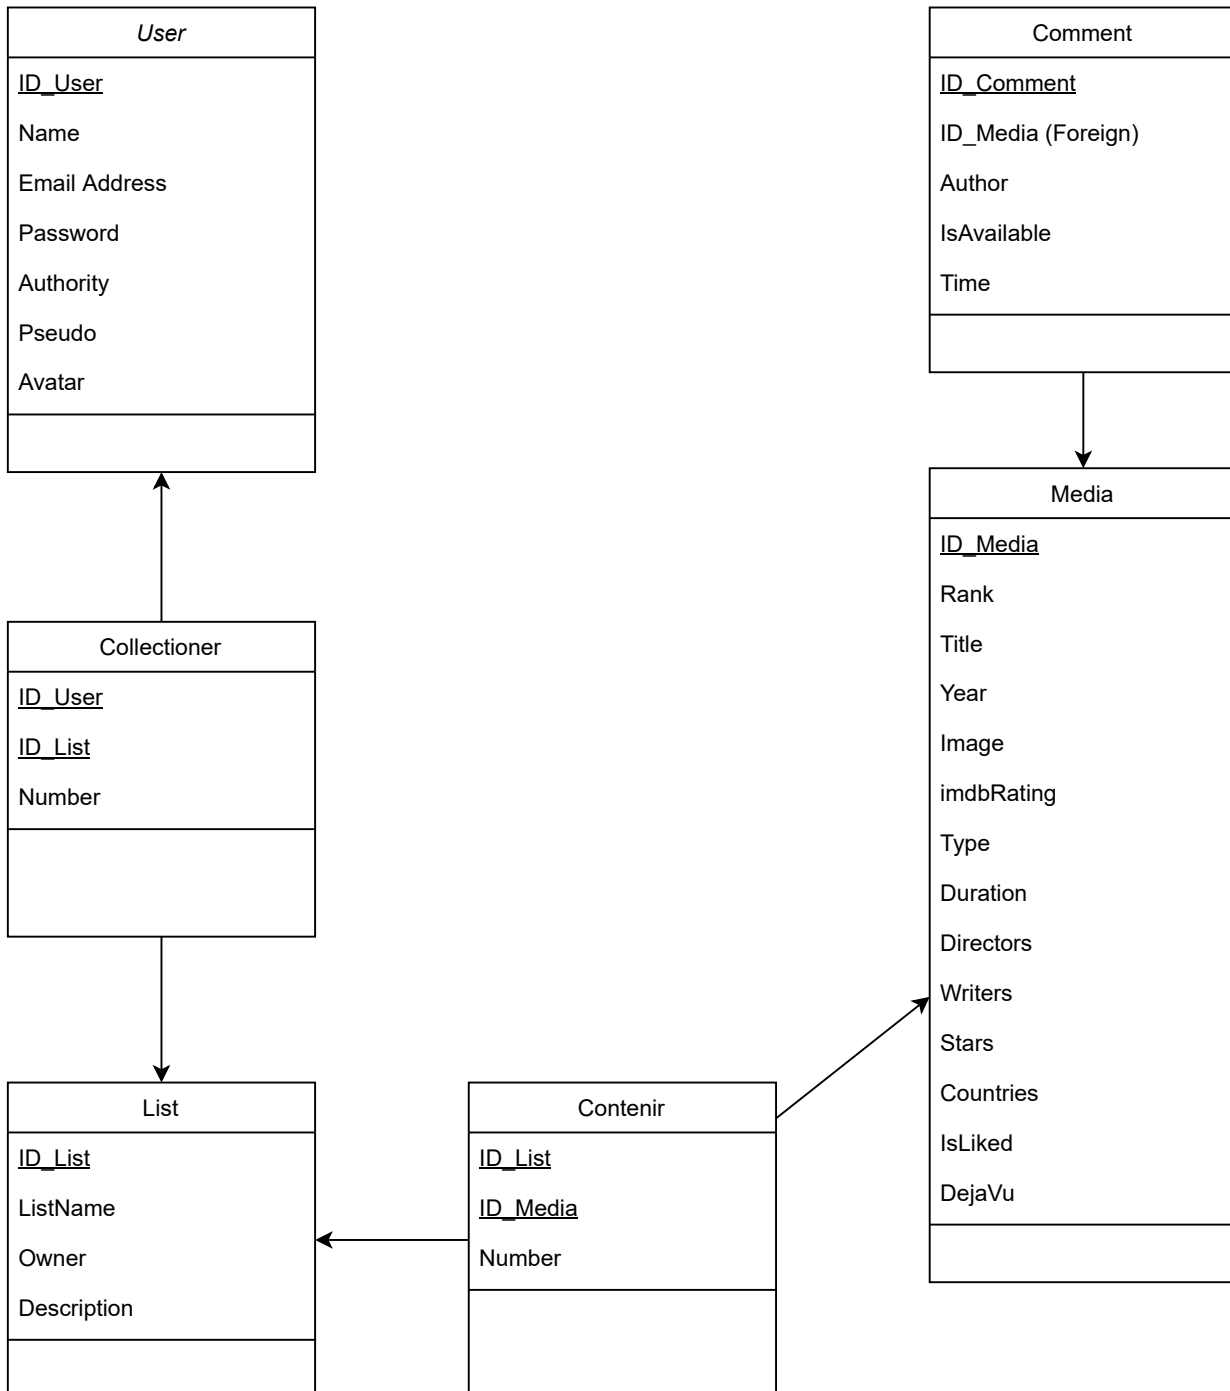 User
ID_User
Name
Email Address
Password
Authority
Pseudo
Avatar
Comment
ID_Comment
ID_Media (Foreign)
Author
IsAvailable
Time
Collectioner
ID_User
ID_List
Number
Media
ID_Media
Rank
Title
Year
Image
imdbRating
Type
Duration
Directors
Writers
Stars
Countries
IsLiked
DejaVu
List
ID_List
ListName
Owner
Description
Contenir
ID_List
ID_Media
Number